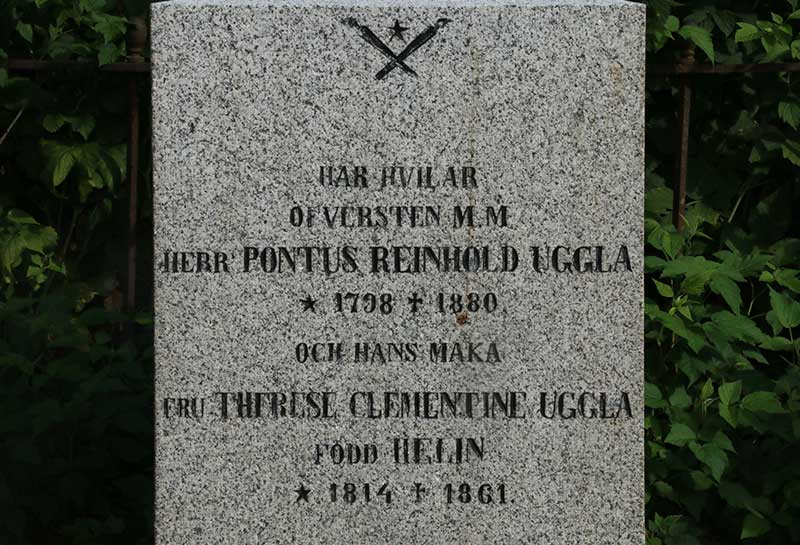 HÄR HVILAR
ÖFVERSTEN M.M
HERR PONTUS REINHOLD UGGLA
★ 1798 ✝ 1880.
OCH HANS MAKA
FRU THERESE CLEMENTINE UGGLA
FÖDD HELIN
★ 1814 ✝ 1861.